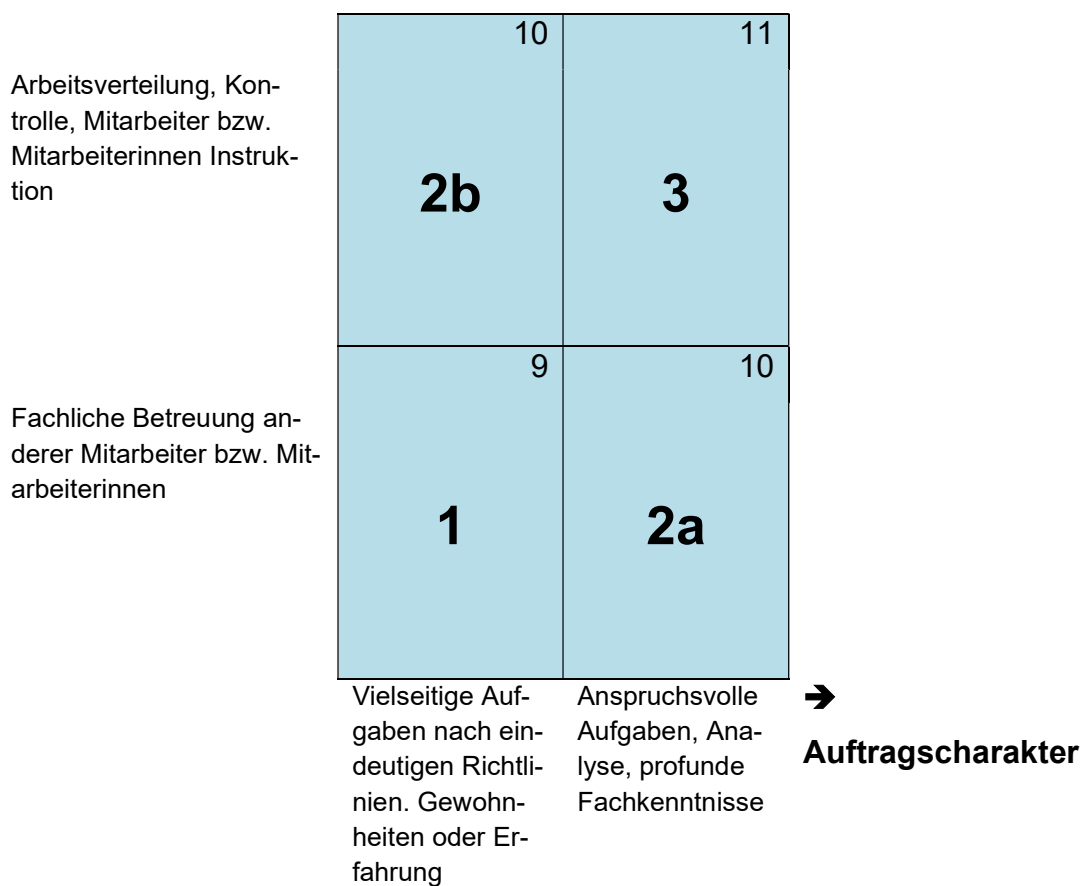 10
11
Arbeitsverteilung, Kon-
trolle, Mitarbeiter bzw.
Mitarbeiterinnen Instruk-
tion
2b
3
9
10
Fachliche Betreuung an-
derer Mitarbeiter bzw. Mit-
arbeiterinnen
1
2a
Vielseitige Auf-
gaben nach ein-
deutigen Richtli-
nien. Gewohn-
heiten oder Er-
fahrung
Anspruchsvolle
Aufgaben, Ana-
lyse, profunde
Fachkenntnisse
➔
Auftragscharakter